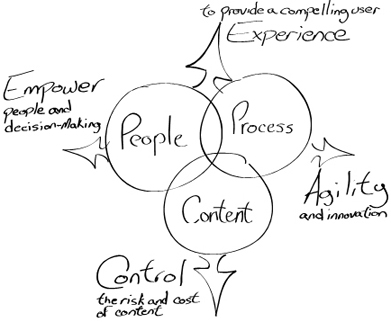 to provide a compelling user
Experience
Empower
people and
decision-making
People
Process
Content
Agility
and innovation
Control
the risk and cost
of content